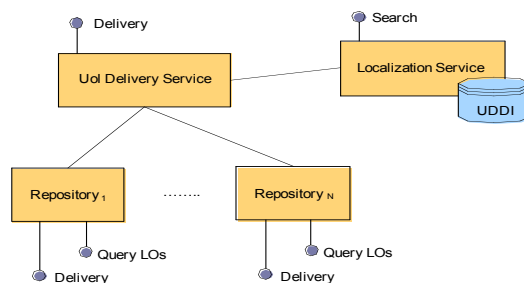 Delivery
Search
UoI Delivery Service
Localization Service
UDDI
Repository 1
........
Repository N
Query LOs
Query LOs
Delivery
Delivery